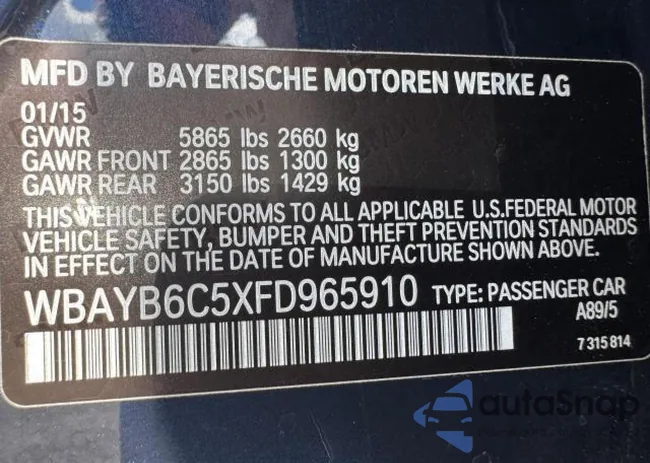 MFD BY BAYERISCHE MOTOREN WERKE AG
01/15
GVWR 5865 lbs 2660 kg
GAWR FRONT 2865 lbs 1300 kg
GAWR REAR 3150 lbs 1429 kg
THIS VEHICLE CONFORMS TO ALL APPLICABLE U.S.FEDERAL MOTOR
VEHICLE SAFETY, BUMPER AND THEFT PREVENTION STANDARDS
IN EFFECT ON THE DATE OF MANUFACTURE SHOWN ABOVE.
WBAYB6C5XFD965910 TYPE: PASSENGER CAR
A89/5
7 315 814
autoSnap